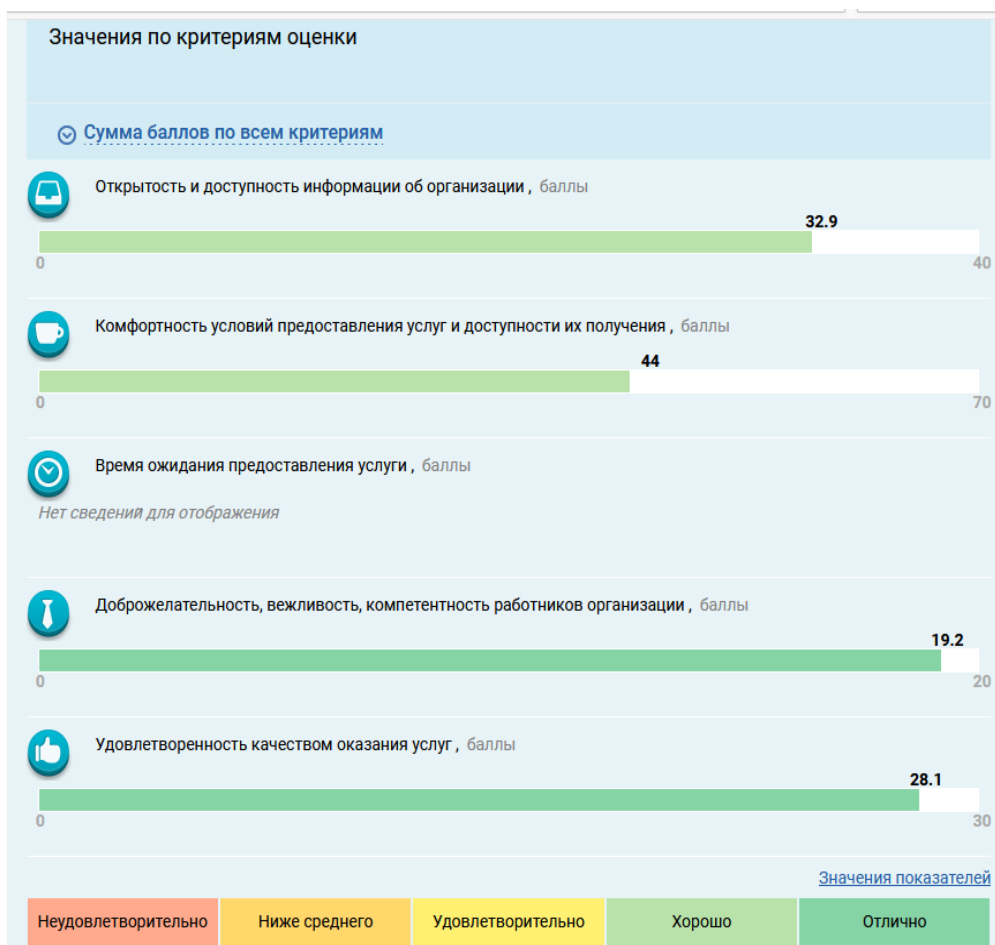 Значения по критериям оценки
Сумма баллов по всем критериям
Открытость и доступность информации об организации , баллы
32.9
0 40
Комфортность условий предоставления услуг и доступности их получения , баллы
44
0 70
Время ожидания предоставления услуги , баллы
Нет сведений для отображения
Доброжелательность, вежливость, компетентность работников организации , баллы
19.2
0 20
Удовлетворенность качеством оказания услуг , баллы
28.1
0 30
Значения показателей
Неудовлетворительно Ниже среднего Удовлетворительно Хорошо Отлично